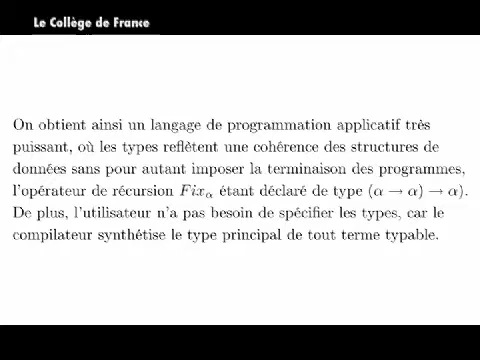 Le Collège de France
On obtient ainsi un langage de programmation applicatif très
puissant, où les types reflètent une cohérence des structures de
données sans pour autant imposer la terminaison des programmes,
l'opérateur de récursion Fixα étant déclaré de type (α → α) → α).
De plus, l'utilisateur n'a pas besoin de spécifier les types, car le
compilateur synthétise le type principal de tout terme typable.